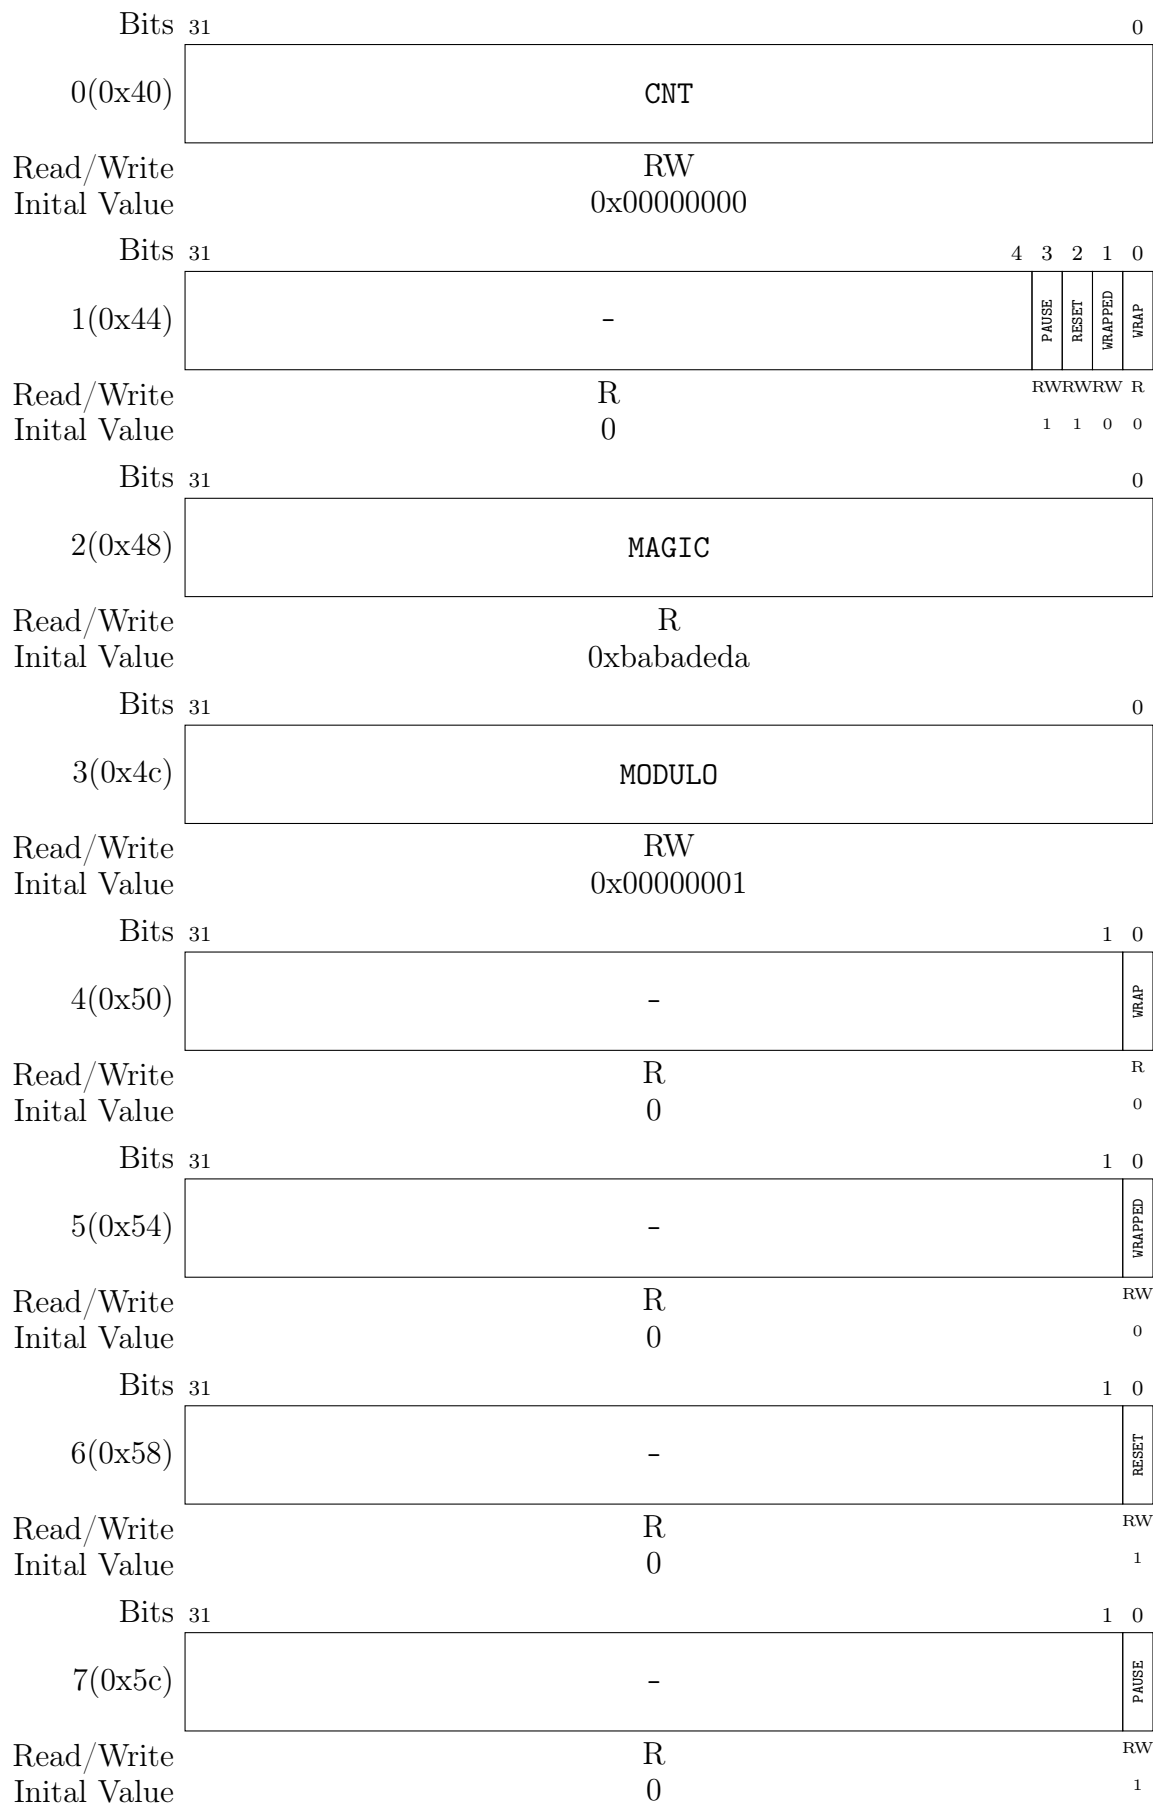 Bits 31 0
0(0x40) CNT
Read/Write RW
Inital Value 0x00000000
Bits 31 4 3 2 1 0
1(0x44) - PAUSE RESET WRAPPED WRAP
Read/Write R RW RW RW R
Inital Value 0 1 1 0 0
Bits 31 0
2(0x48) MAGIC
Read/Write R
Inital Value 0xbabadeda
Bits 31 0
3(0x4c) MODULO
Read/Write RW
Inital Value 0x00000001
Bits 31 1 0
4(0x50) - WRAP
Read/Write R R
Inital Value 0 0
Bits 31 1 0
5(0x54) - WRAPPED
Read/Write R RW
Inital Value 0 0
Bits 31 1 0
6(0x58) - RESET
Read/Write R RW
Inital Value 0 1
Bits 31 1 0
7(0x5c) - PAUSE
Read/Write R RW
Inital Value 0 1